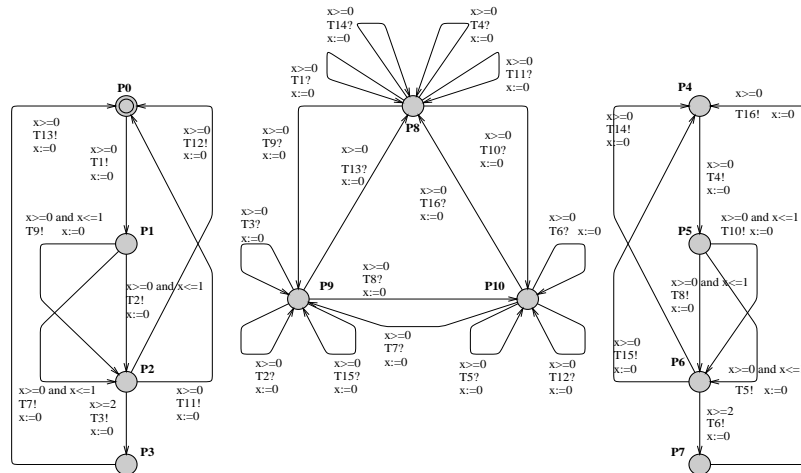 x>=0
T14?
x:=0
x>=0
T4?
x:=0
x>=0
T1?
x:=0
x>=0
T11?
x:=0
P0
P8
P4
x>=0
T13!
x:=0
x>=0
T12!
x:=0
x>=0
T1!
x:=0
x>=0
T9?
x:=0
x>=0
T13?
x:=0
x>=0
T10?
x:=0
x>=0
T16?
x:=0
x>=0
T14!
x:=0
x>=0
T16! x:=0
x>=0
T4!
x:=0
x>=0 and x<=1
T9! x:=0
P1
x>=0 and x<=1
T2!
x:=0
x>=0
T3?
x:=0
x>=0
T6? x:=0
P5
x>=0 and x<=1
T10! x:=0
P9
x>=0
T8?
x:=0
P10
x>=0 and x<=1
T8!
x:=0
x>=0
T7?
x:=0
x>=0
T2?
x:=0
x>=0
T15?
x:=0
x>=0
T5?
x:=0
x>=0
T12?
x:=0
x>=0
T15!
x:=0
P2
P6
x>=0 and x<=1
T7!
x:=0
x>=2
T3!
x:=0
x>=0
T11!
x:=0
x>=0 and x<=
T5! x:=0
x>=2
T6!
x:=0
P3
P7